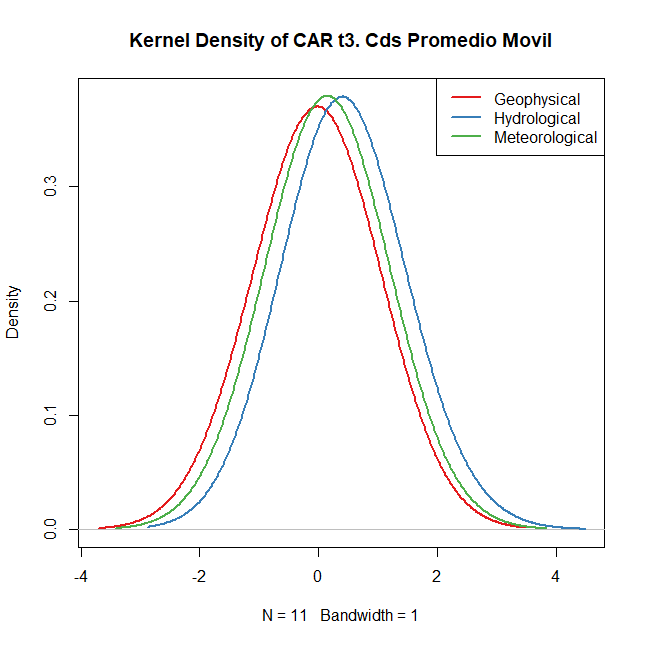 Kernel Density of CAR t3. Cds Promedio Movil
Geophysical
Hydrological
Meteorological
Density
0.3
0.2
0.1
0.0
-4 -2 0 2 4
N = 11 Bandwidth = 1